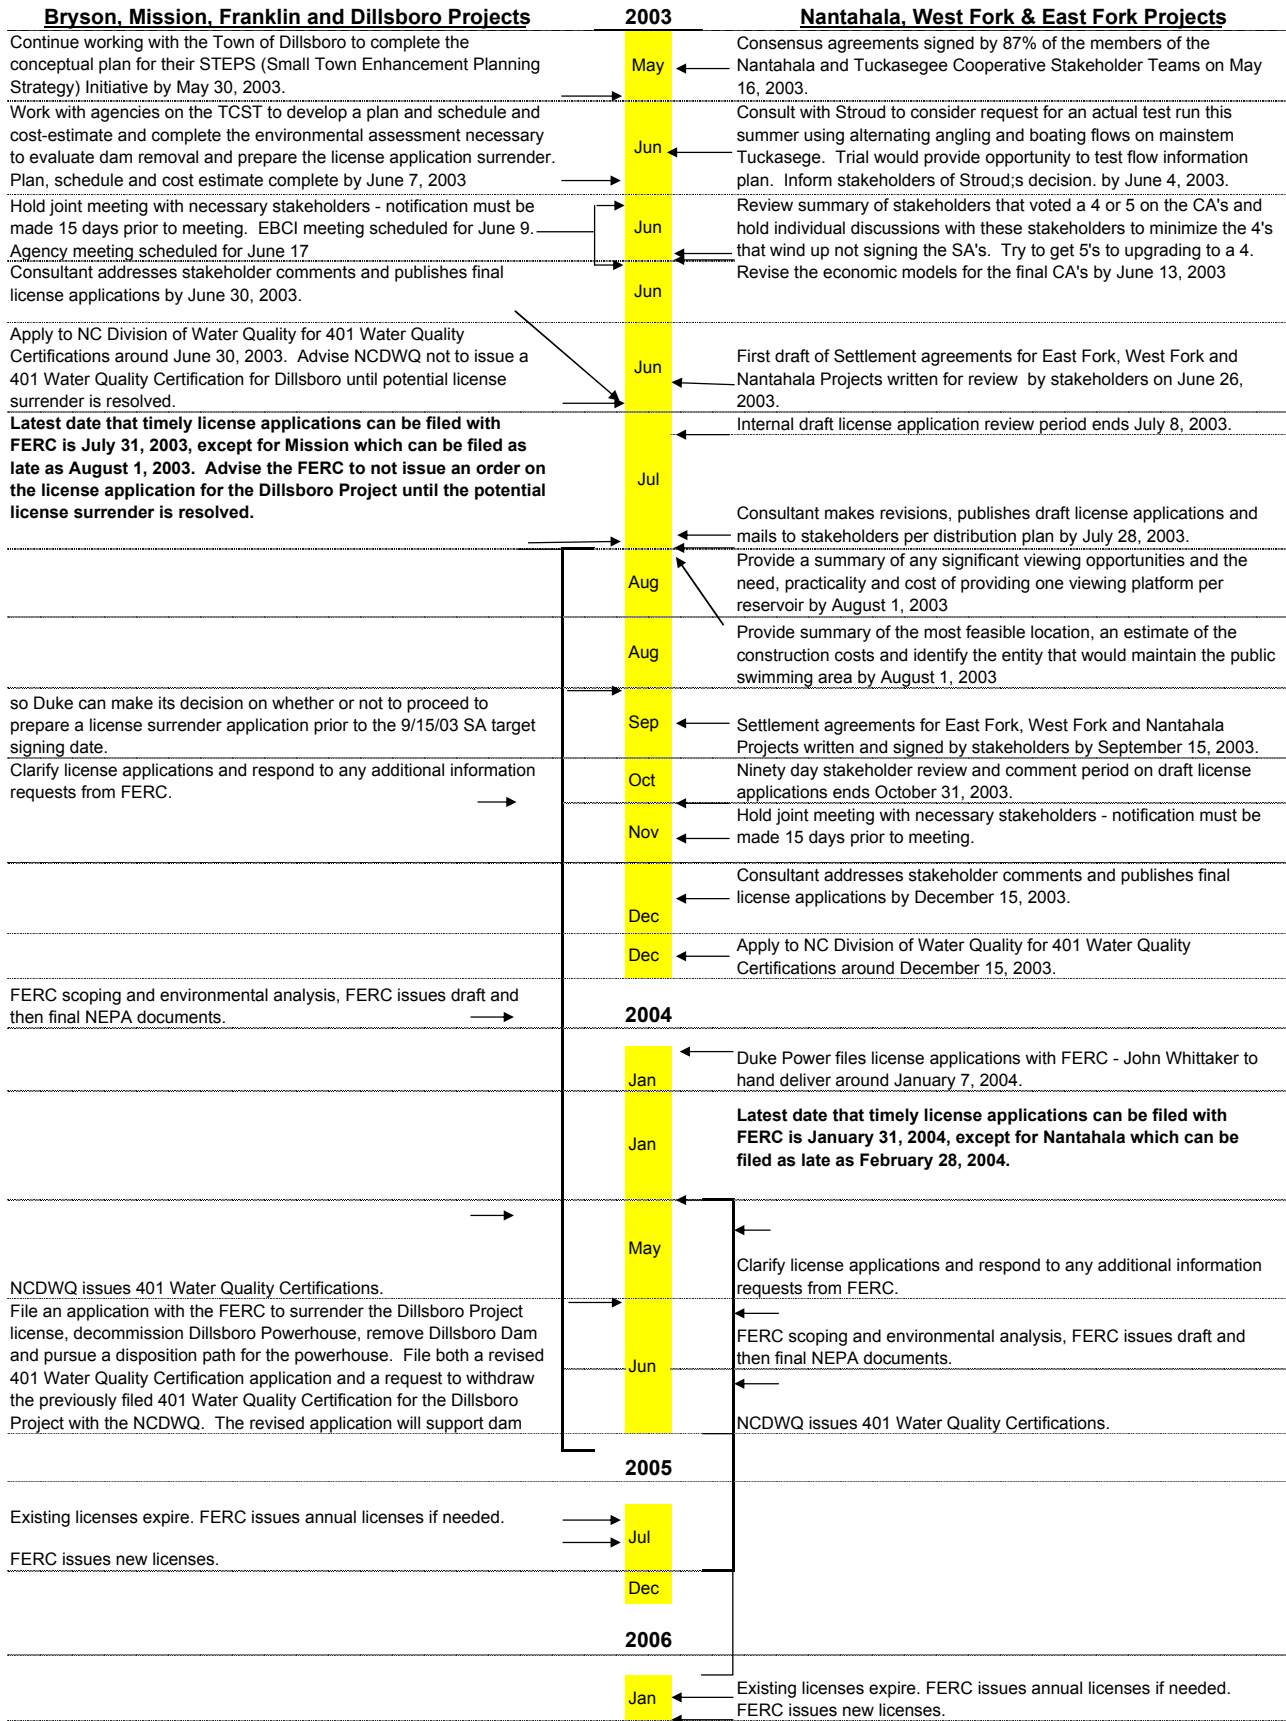 Bryson, Mission, Franklin and Dillsboro Projects
2003
Nantahala, West Fork & East Fork Projects
Continue working with the Town of Dillsboro to complete the
conceptual plan for their STEPS (Small Town Enhancement Planning
Strategy) Initiative by May 30, 2003.
May
Consensus agreements signed by 87% of the members of the
Nantahala and Tuckasegee Cooperative Stakeholder Teams on May
16, 2003.
Work with agencies on the TCST to develop a plan and schedule and
cost-estimate and complete the environmental assessment necessary
to evaluate dam removal and prepare the license application surrender.
Plan, schedule and cost estimate complete by June 7, 2003
Jun
Consult with Stroud to consider request for an actual test run this
summer using alternating angling and boating flows on mainstem
Tuckasege. Trial would provide opportunity to test flow information
plan. Inform stakeholders of Stroud;s decision. by June 4, 2003.
Hold joint meeting with necessary stakeholders - notification must be
made 15 days prior to meeting. EBCI meeting scheduled for June 9.
Agency meeting scheduled for June 17
Jun
Review summary of stakeholders that voted a 4 or 5 on the CA's and
hold individual discussions with these stakeholders to minimize the 4's
that wind up not signing the SA's. Try to get 5's to upgrading to a 4.
Consultant addresses stakeholder comments and publishes final
license applications by June 30, 2003.
Jun
Revise the economic models for the final CA's by June 13, 2003
Apply to NC Division of Water Quality for 401 Water Quality
Certifications around June 30, 2003. Advise NCDWQ not to issue a
401 Water Quality Certification for Dillsboro until potential license
surrender is resolved.
Jun
First draft of Settlement agreements for East Fork, West Fork and
Nantahala Projects written for review by stakeholders on June 26,
2003.
Latest date that timely license applications can be filed with
FERC is July 31, 2003, except for Mission which can be filed as
late as August 1, 2003. Advise the FERC to not issue an order on
the license application for the Dillsboro Project until the potential
license surrender is resolved.
Jul
Internal draft license application review period ends July 8, 2003.
Consultant makes revisions, publishes draft license applications and
mails to stakeholders per distribution plan by July 28, 2003.
Aug
Provide a summary of any significant viewing opportunities and the
need, practicality and cost of providing one viewing platform per
reservoir by August 1, 2003
Aug
Provide summary of the most feasible location, an estimate of the
construction costs and identify the entity that would maintain the public
swimming area by August 1, 2003
so Duke can make its decision on whether or not to proceed to
prepare a license surrender application prior to the 9/15/03 SA target
signing date.
Sep
Settlement agreements for East Fork, West Fork and Nantahala
Projects written and signed by stakeholders by September 15, 2003.
Clarify license applications and respond to any additional information
requests from FERC.
Oct
Ninety day stakeholder review and comment period on draft license
applications ends October 31, 2003.
Nov
Hold joint meeting with necessary stakeholders - notification must be
made 15 days prior to meeting.
Dec
Consultant addresses stakeholder comments and publishes final
license applications by December 15, 2003.
Dec
Apply to NC Division of Water Quality for 401 Water Quality
Certifications around December 15, 2003.
FERC scoping and environmental analysis, FERC issues draft and
then final NEPA documents.
2004
Jan
Duke Power files license applications with FERC - John Whittaker to
hand deliver around January 7, 2004.
Jan
Latest date that timely license applications can be filed with
FERC is January 31, 2004, except for Nantahala which can be
filed as late as February 28, 2004.
NCDWQ issues 401 Water Quality Certifications.
May
Clarify license applications and respond to any additional information
requests from FERC.
File an application with the FERC to surrender the Dillsboro Project
license, decommission Dillsboro Powerhouse, remove Dillsboro Dam
and pursue a disposition path for the powerhouse. File both a revised
401 Water Quality Certification application and a request to withdraw
the previously filed 401 Water Quality Certification for the Dillsboro
Project with the NCDWQ. The revised application will support dam
Jun
FERC scoping and environmental analysis, FERC issues draft and
then final NEPA documents.
NCDWQ issues 401 Water Quality Certifications.
2005
Existing licenses expire. FERC issues annual licenses if needed.
Jul
FERC issues new licenses.
Dec
2006
Jan
Existing licenses expire. FERC issues annual licenses if needed.
FERC issues new licenses.